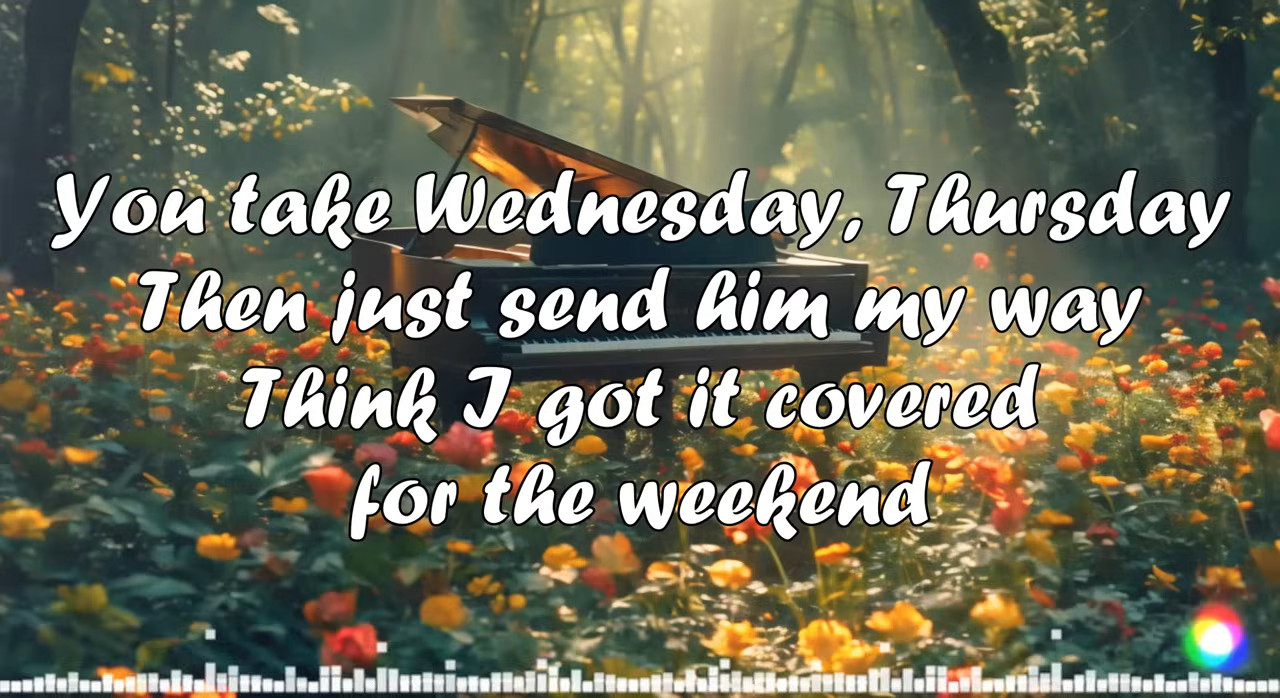 You take Wednesday, Thursday
Then just send him my way
Think I got it covered
for the weekend